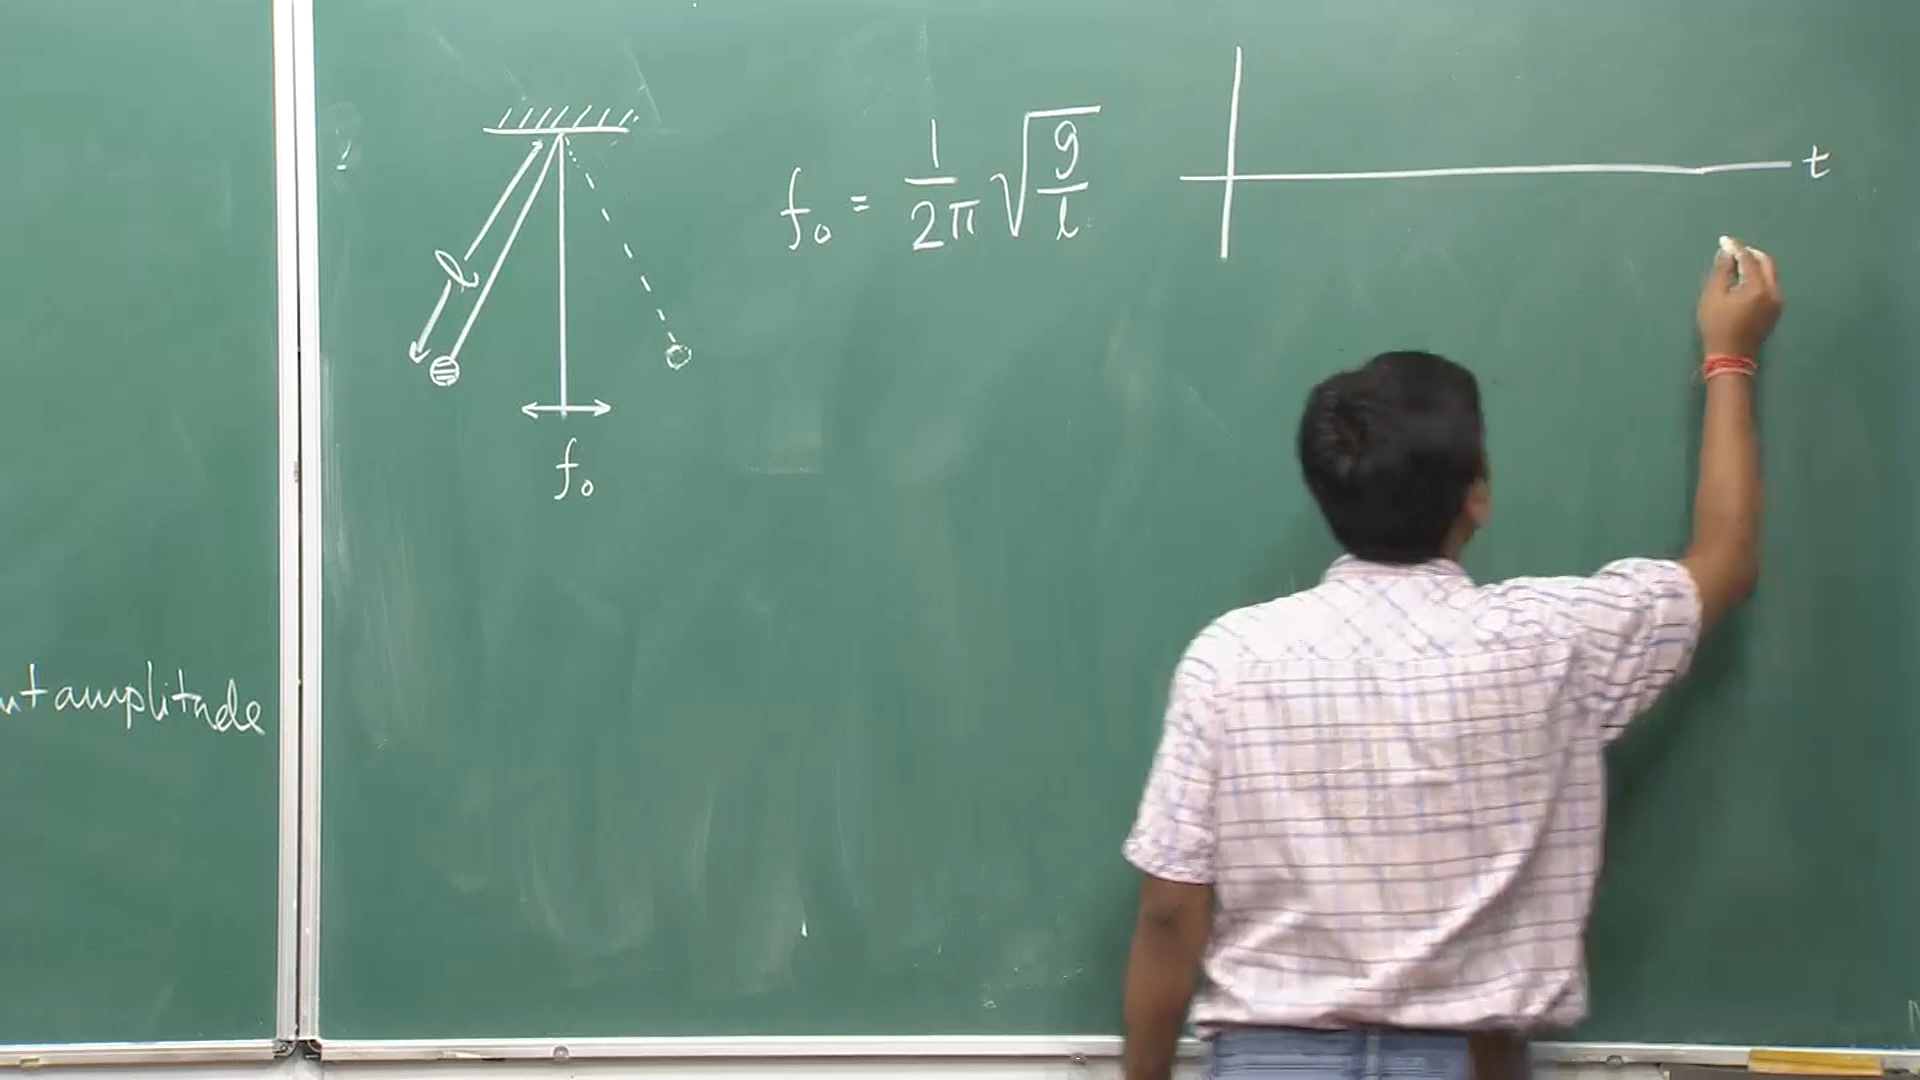 l
f₀
f₀ = 1/2π √(g/l)
t
amplitude